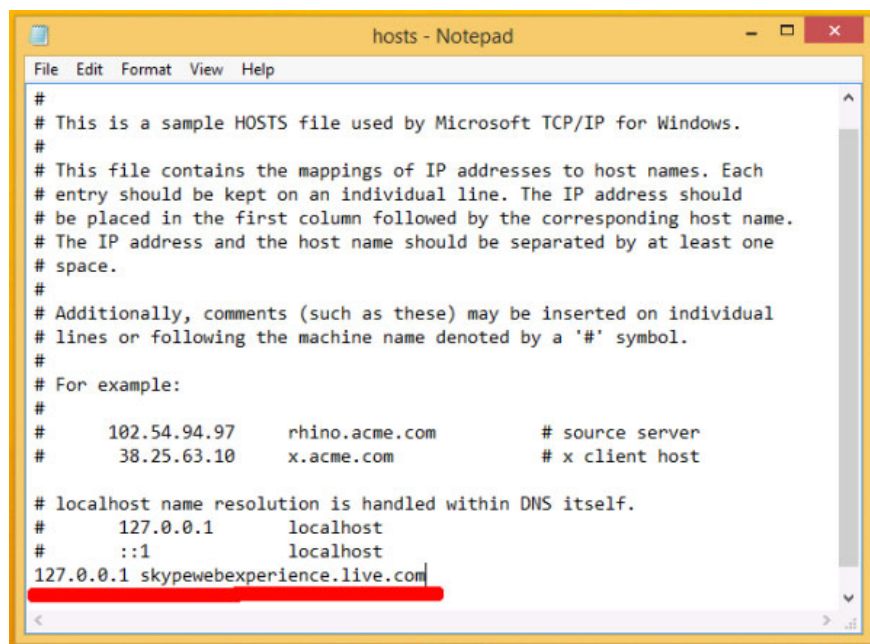 hosts - Notepad
File Edit Format View Help
#
# This is a sample HOSTS file used by Microsoft TCP/IP for Windows.
#
# This file contains the mappings of IP addresses to host names. Each
# entry should be kept on an individual line. The IP address should
# be placed in the first column followed by the corresponding host name.
# The IP address and the host name should be separated by at least one
# space.
#
# Additionally, comments (such as these) may be inserted on individual
# lines or following the machine name denoted by a '#' symbol.
#
# For example:
#
#      102.54.94.97     rhino.acme.com          # source server
#       38.25.63.10     x.acme.com              # x client host

# localhost name resolution is handled within DNS itself.
#       127.0.0.1       localhost
#       ::1             localhost
127.0.0.1 skypewebexperience.live.com